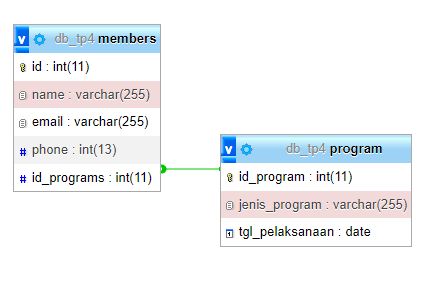 v db_tp4 members
id : int(11)
name : varchar(255)
email : varchar(255)
# phone : int(13)
# id_programs : int(11)
v db_tp4 program
id_program : int(11)
jenis_program : varchar(255)
tgl_pelaksanaan : date